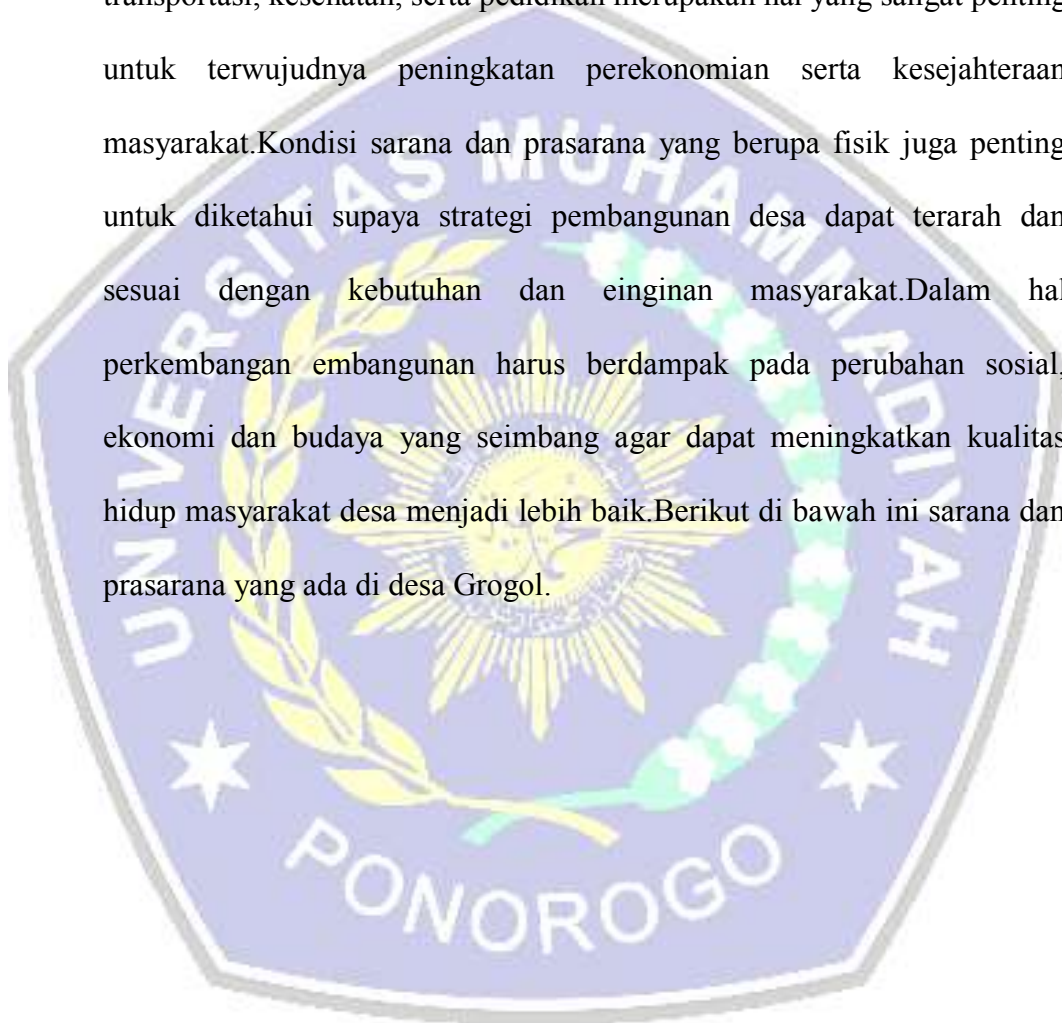 transportasi, kesehatan, serta pedidikan merupakan hal yang sangat penting
untuk terwujudnya peningkatan perekonomian serta kesejahteraan
masyarakat.Kondisi sarana dan prasarana yang berupa fisik juga penting
untuk diketahui supaya strategi pembangunan desa dapat terarah dan
sesuai dengan kebutuhan dan einginan masyarakat.Dalam hal
perkembangan embangunan harus berdampak pada perubahan sosial,
ekonomi dan budaya yang seimbang agar dapat meningkatkan kualitas
hidup masyarakat desa menjadi lebih baik.Berikut di bawah ini sarana dan
prasarana yang ada di desa Grogol.
UNIVERSITAS MUHAMMADIYAH
PONOROGO